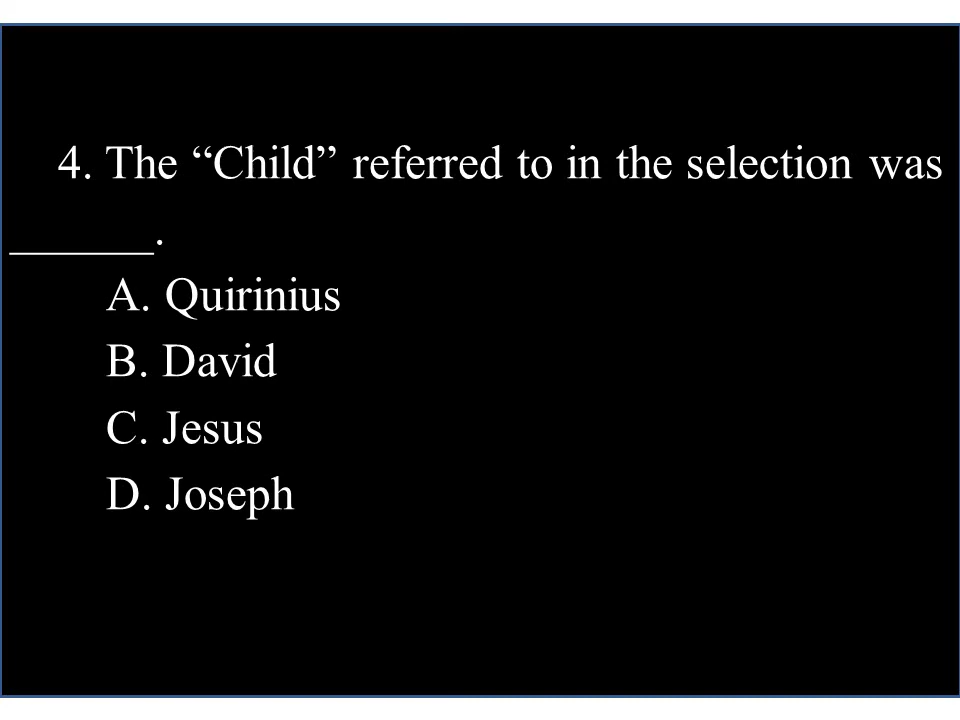 4. The “Child” referred to in the selection was
______.
A. Quirinius
B. David
C. Jesus
D. Joseph